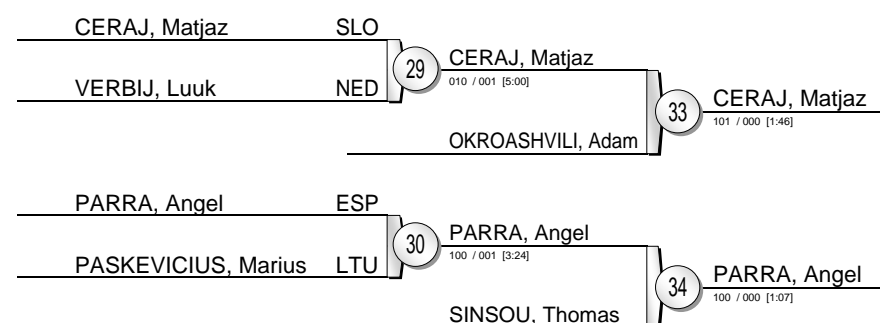 CERAJ, Matjaz SLO
29
CERAJ, Matjaz
010 / 001 [5:00]
VERBIJ, Luuk NED
33
CERAJ, Matjaz
101 / 000 [1:46]
OKROASHVILI, Adam
PARRA, Angel ESP
30
PARRA, Angel
100 / 001 [3:24]
PASKEVICIUS, Marius LTU
34
PARRA, Angel
100 / 000 [1:07]
SINSOU, Thomas